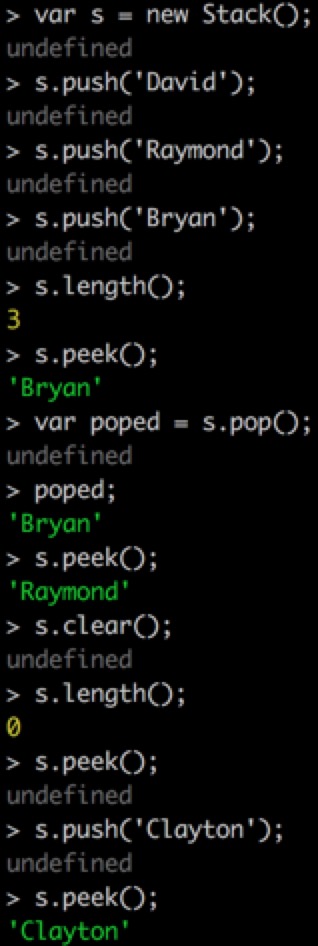 > var s = new Stack();
undefined
> s.push('David');
undefined
> s.push('Raymond');
undefined
> s.push('Bryan');
undefined
> s.length();
3
> s.peek();
'Bryan'
> var poped = s.pop();
undefined
> poped;
'Bryan'
> s.peek();
'Raymond'
> s.clear();
undefined
> s.length();
0
> s.peek();
undefined
> s.push('Clayton');
undefined
> s.peek();
'Clayton'